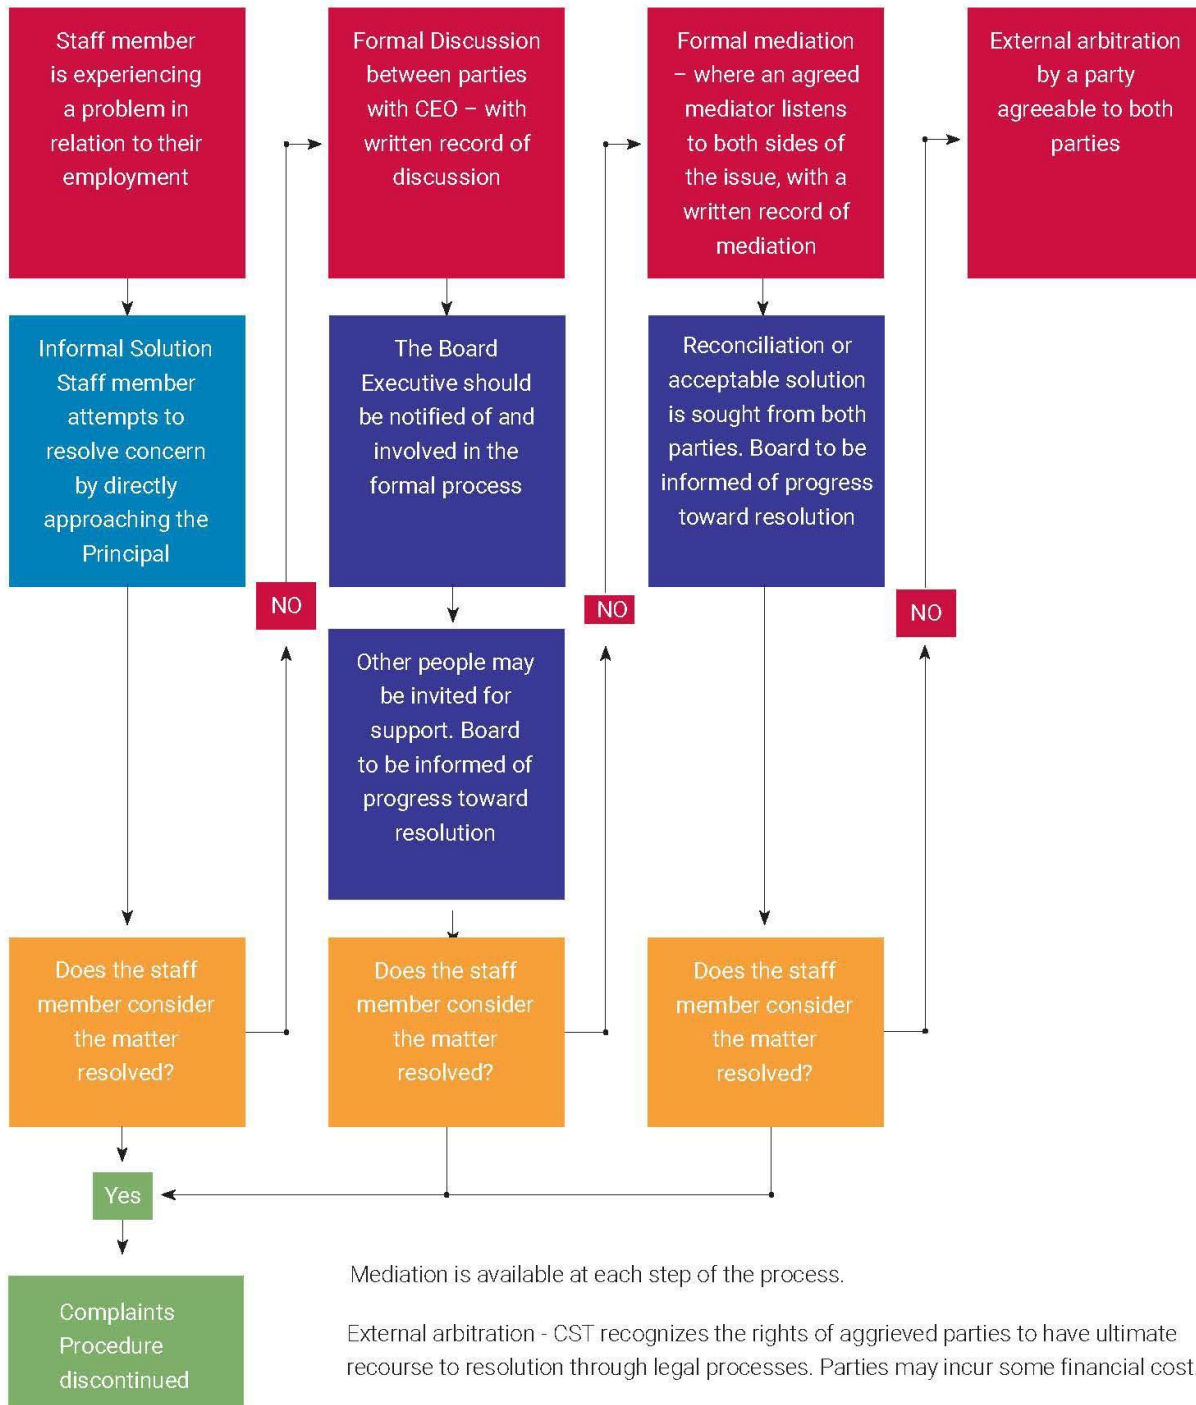 Staff member
is experiencing
a problem in
relation to their
employment
Formal Discussion
between parties
with CEO – with
written record of
discussion
Formal mediation
– where an agreed
mediator listens
to both sides of
the issue, with a
written record of
mediation
External arbitration
by a party
agreeable to both
parties
Informal Solution
Staff member
attempts to
resolve concern
by directly
approaching the
Principal
The Board
Executive should
be notified of and
involved in the
formal process
Reconciliation or
acceptable solution
is sought from both
parties. Board to be
informed of progress
toward resolution
NO
NO
NO
Other people may
be invited for
support. Board
to be informed of
progress toward
resolution
Does the staff
member consider
the matter
resolved?
Does the staff
member consider
the matter
resolved?
Does the staff
member consider
the matter
resolved?
Yes
Complaints
Procedure
discontinued
Mediation is available at each step of the process.
External arbitration - CST recognizes the rights of aggrieved parties to have ultimate
recourse to resolution through legal processes. Parties may incur some financial cost.